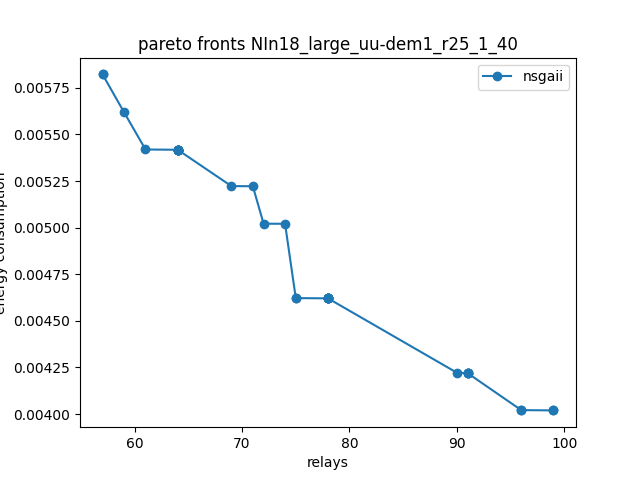 pareto fronts NIn18_large_uu-dem1_r25_1_40
nsgaii
0.00575
0.00550
0.00525
0.00500
0.00475
0.00450
0.00425
0.00400
energy consumption
60 70 80 90 100
relays